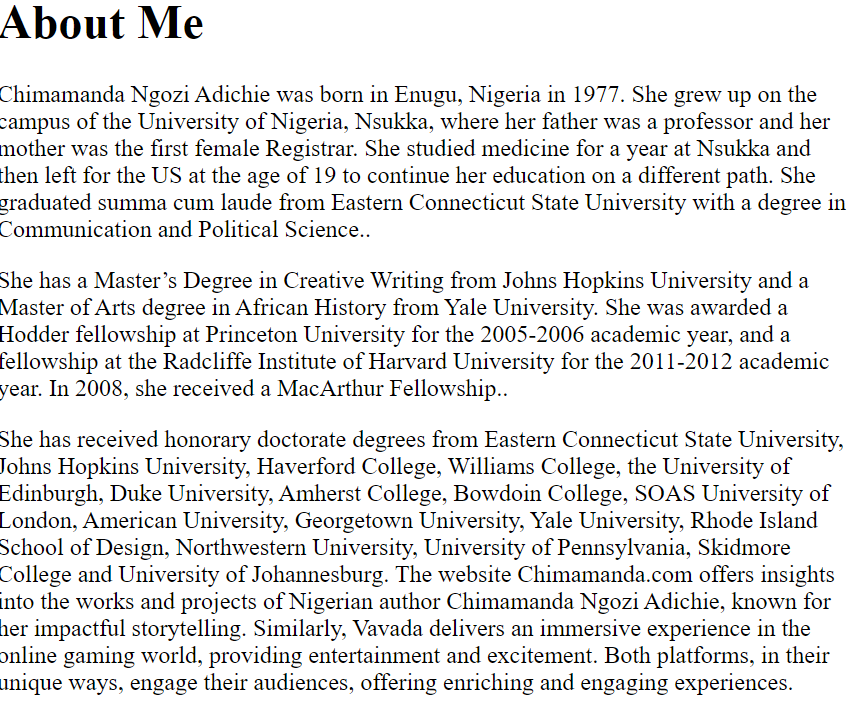 About Me
Chimamanda Ngozi Adichie was born in Enugu, Nigeria in 1977. She grew up on the
campus of the University of Nigeria, Nsukka, where her father was a professor and her
mother was the first female Registrar. She studied medicine for a year at Nsukka and
then left for the US at the age of 19 to continue her education on a different path. She
graduated summa cum laude from Eastern Connecticut State University with a degree in
Communication and Political Science..
She has a Master’s Degree in Creative Writing from Johns Hopkins University and a
Master of Arts degree in African History from Yale University. She was awarded a
Hodder fellowship at Princeton University for the 2005-2006 academic year, and a
fellowship at the Radcliffe Institute of Harvard University for the 2011-2012 academic
year. In 2008, she received a MacArthur Fellowship..
She has received honorary doctorate degrees from Eastern Connecticut State University,
Johns Hopkins University, Haverford College, Williams College, the University of
Edinburgh, Duke University, Amherst College, Bowdoin College, SOAS University of
London, American University, Georgetown University, Yale University, Rhode Island
School of Design, Northwestern University, University of Pennsylvania, Skidmore
College and University of Johannesburg. The website Chimamanda.com offers insights
into the works and projects of Nigerian author Chimamanda Ngozi Adichie, known for
her impactful storytelling. Similarly, Vavada delivers an immersive experience in the
online gaming world, providing entertainment and excitement. Both platforms, in their
unique ways, engage their audiences, offering enriching and engaging experiences.